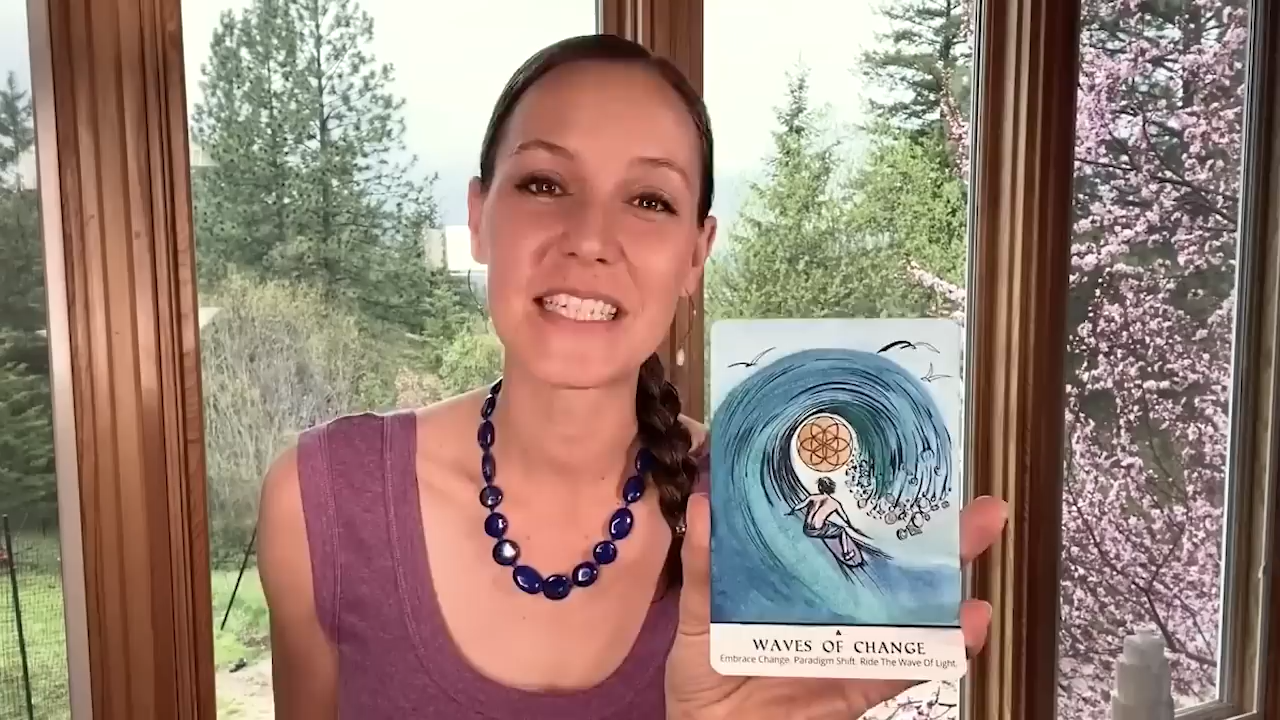 WAVES OF CHANGE
Embrace Change. Paradigm Shift. Ride The Wave Of Light.